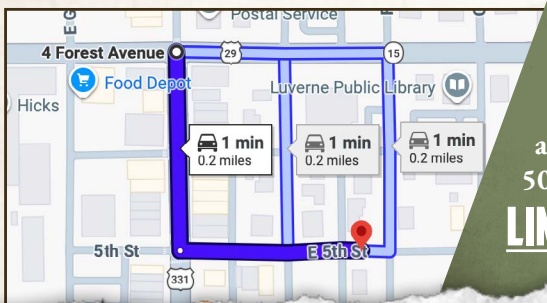 Postal Service
4 Forest Avenue
29
15
Food Depot
Luverne Public Library
Hicks
1 min
0.2 miles
1 min
0.2 miles
1 min
0.2 miles
5th St
E 5th St
331
50